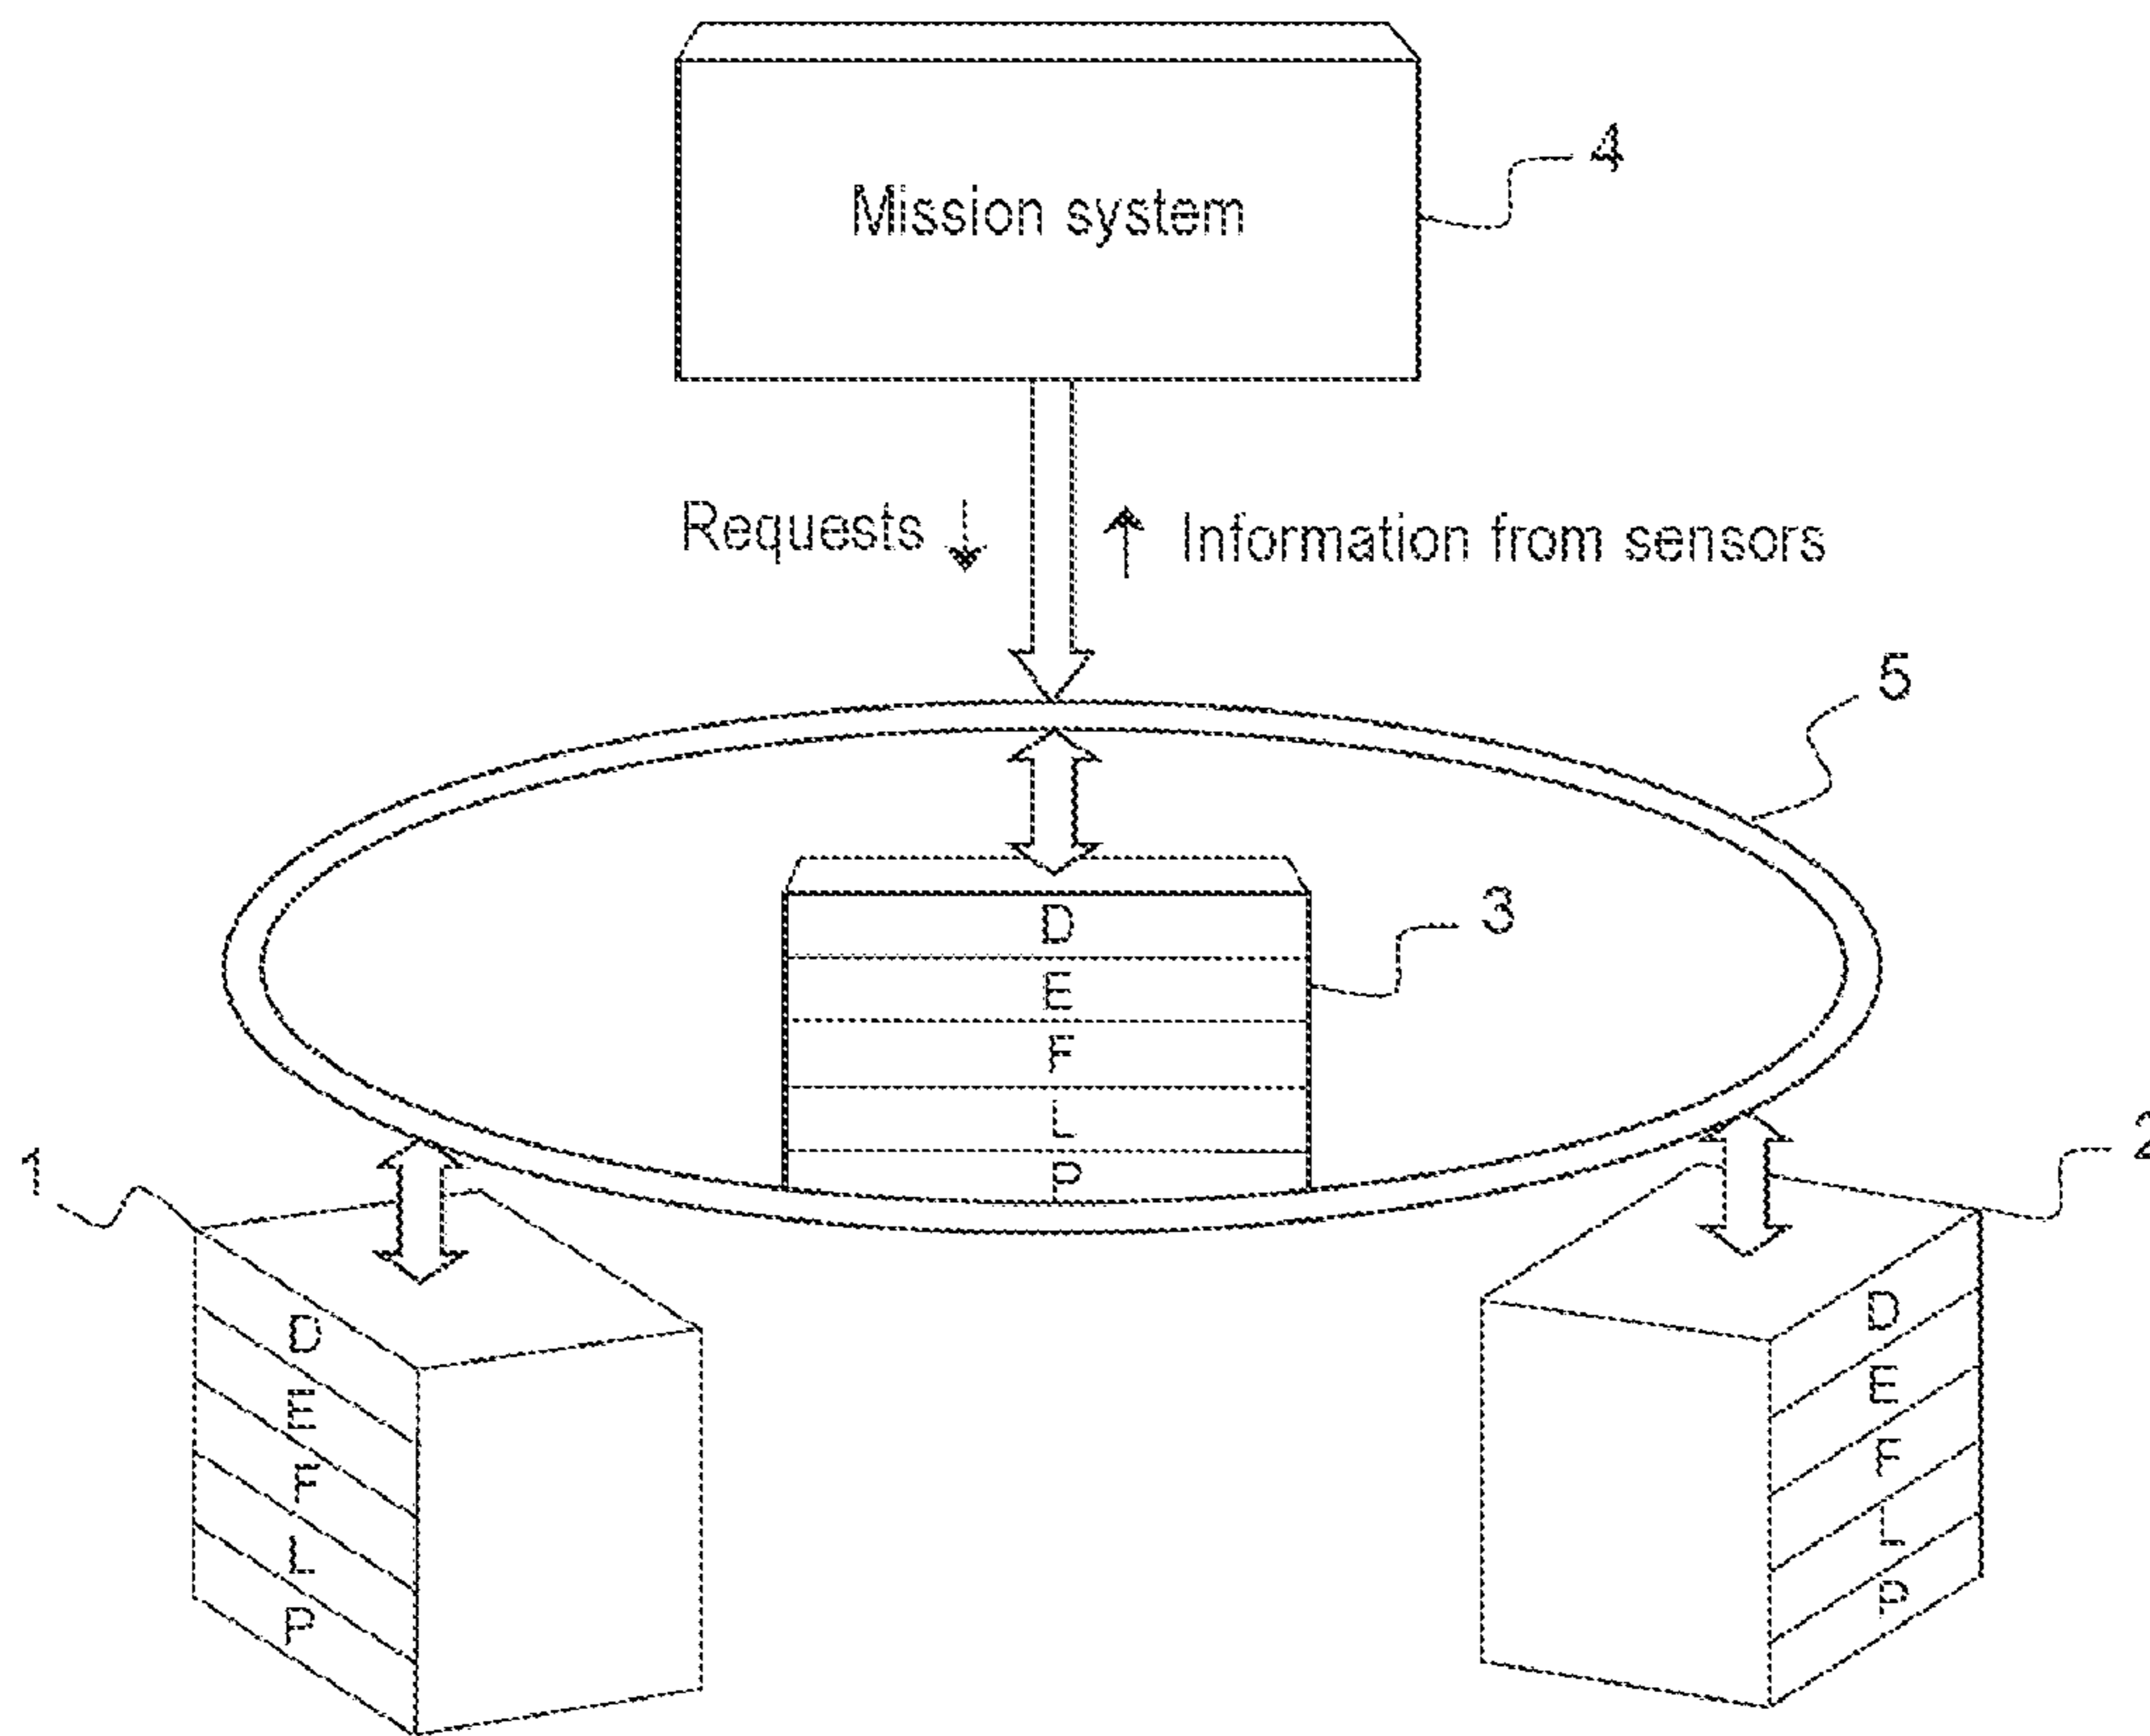 4
Mission system
Requests ↓ ↑ Information from sensors
5
3
D
E
F
L
P
1
2
D
E
F
L
P
D
E
F
L
P